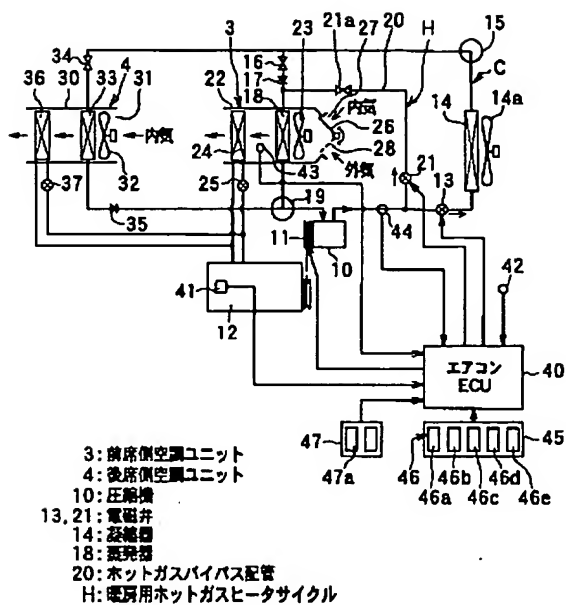 21a 20 H 15
3 23 27 16
34 17 C
36 30 33 4 31 22 18 内気 14 14a
内気 26
32 24 28
43 外気 21 13
37 25 19
35 11 44
10
41 42
12
エアコン
ECU 40
47 46 45
47a 46b 46d
46a 46c 46e
3:前席側空調ユニット
4:後席側空調ユニット
10:圧縮機
13,21:電磁弁
14:凝縮器
18:蒸発器
20:ホットガスバイパス配管
H:暖房用ホットガスヒータサイクル